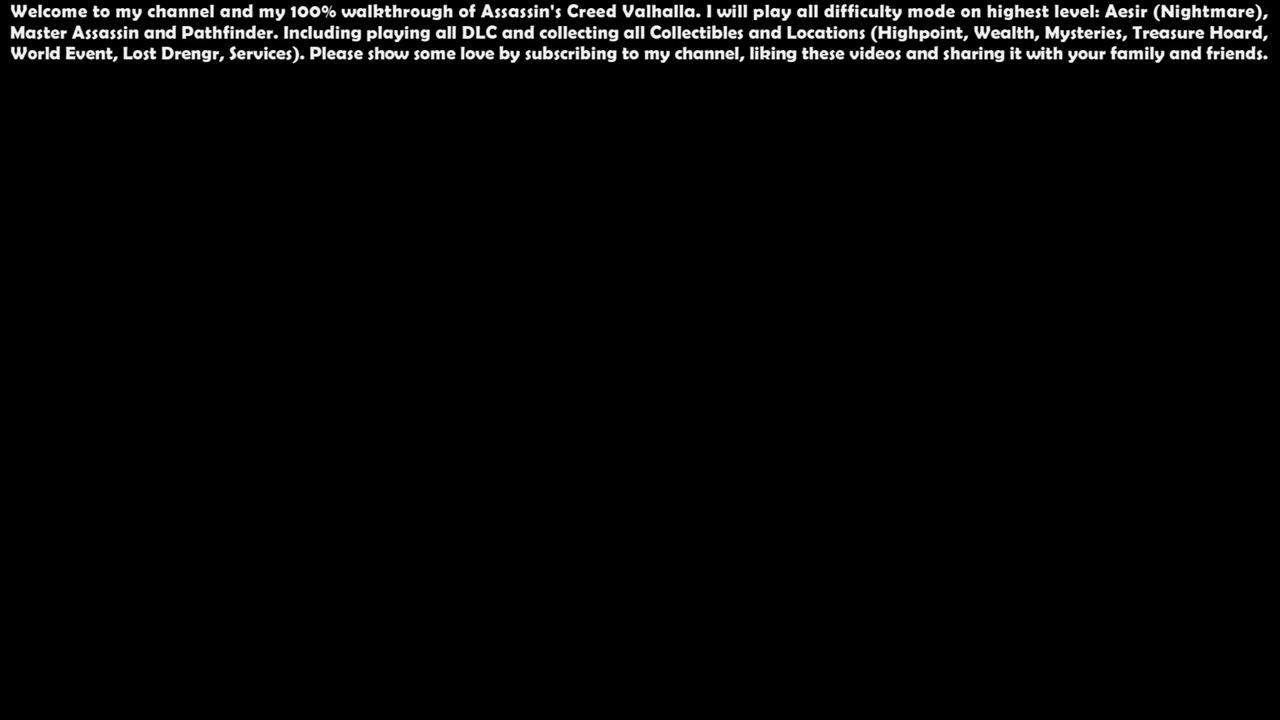 Welcome to my channel and my 100% walkthrough of Assassin's Creed Valhalla. I will play all difficulty mode on highest level: Aesir (Nightmare),
Master Assassin and Pathfinder. Including playing all DLC and collecting all Collectibles and Locations (Highpoint, Wealth, Mysteries, Treasure Hoard,
World Event, Lost Drengr, Services). Please show some love by subscribing to my channel, liking these videos and sharing it with your family and friends.